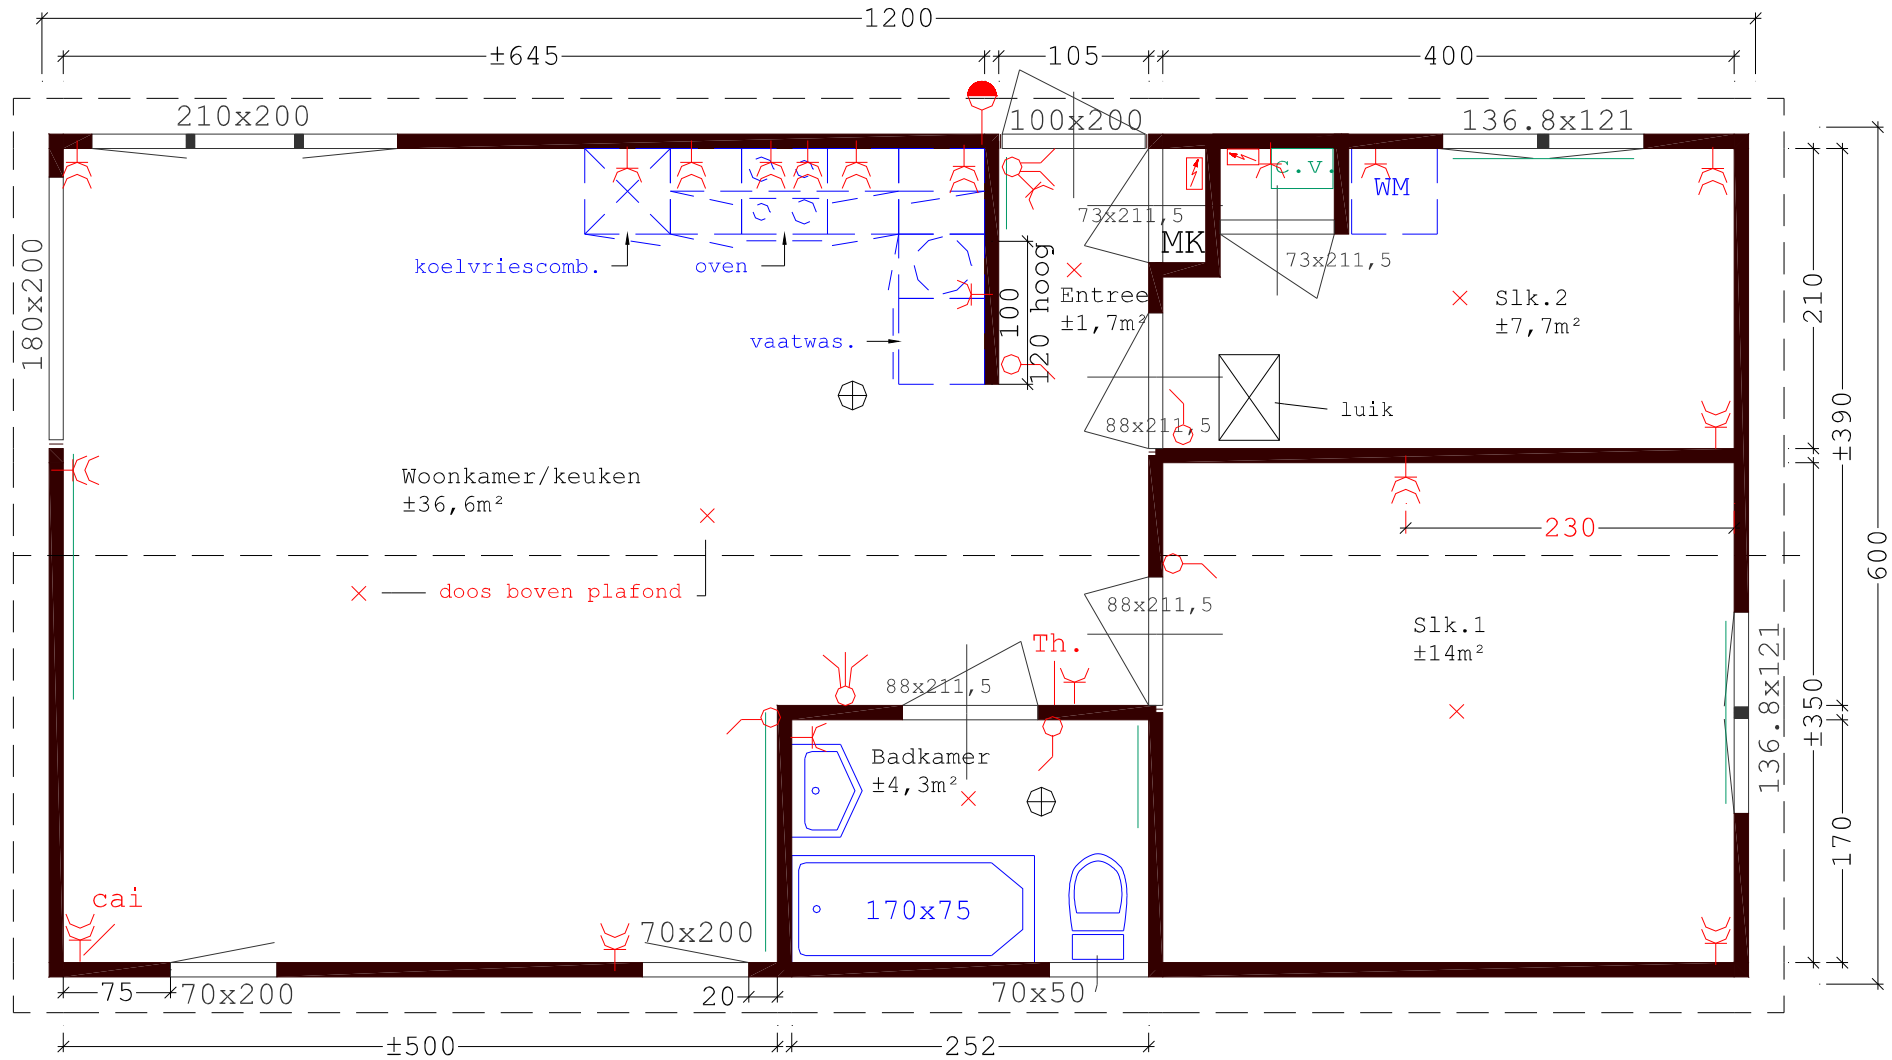 1200
±645
105
400
210x200
100x200
136.8x121
c.v.
WM
73x211,5
MK
180x200
koelvriescomb.
oven
73x211,5
120 hoog
100
Entree
±1,7m²
Slk.2
±7,7m²
210
vaatwas.
luik
88x211,5
±390
Woonkamer/keuken
±36,6m²
230
600
doos boven plafond
88x211,5
Th.
Slk.1
±14m²
88x211,5
136.8x121
±350
Badkamer
±4,3m²
170
cai
170x75
70x200
75
70x200
20
70x50
±500
252